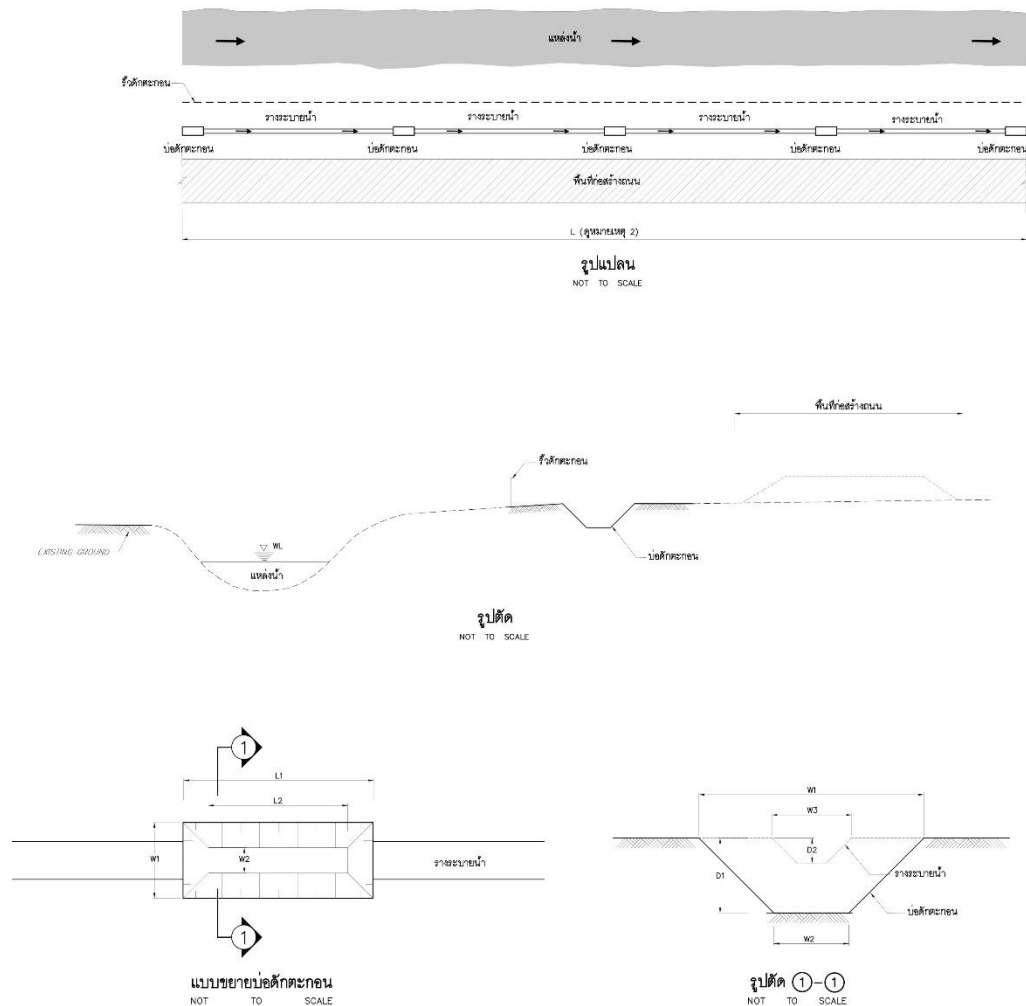 แหล่งน้ำ
รั้วดักตะกอน
รางระบายน้ำ รางระบายน้ำ รางระบายน้ำ รางระบายน้ำ
บ่อดักตะกอน บ่อดักตะกอน บ่อดักตะกอน บ่อดักตะกอน บ่อดักตะกอน
พื้นที่ก่อสร้างถนน
L (ดูหมายเหตุ 2)
รูปแปลน
NOT TO SCALE
พื้นที่ก่อสร้างถนน
รั้วดักตะกอน
EXISTING GROUND
WL
แหล่งน้ำ
บ่อดักตะกอน
รูปตัด
NOT TO SCALE
1
L1
L2
W1
W2
รางระบายน้ำ
1
แบบขยายบ่อดักตะกอน
NOT TO SCALE
W1
W3
D2
D1
รางระบายน้ำ
บ่อดักตะกอน
W2
รูปตัด 1-1
NOT TO SCALE